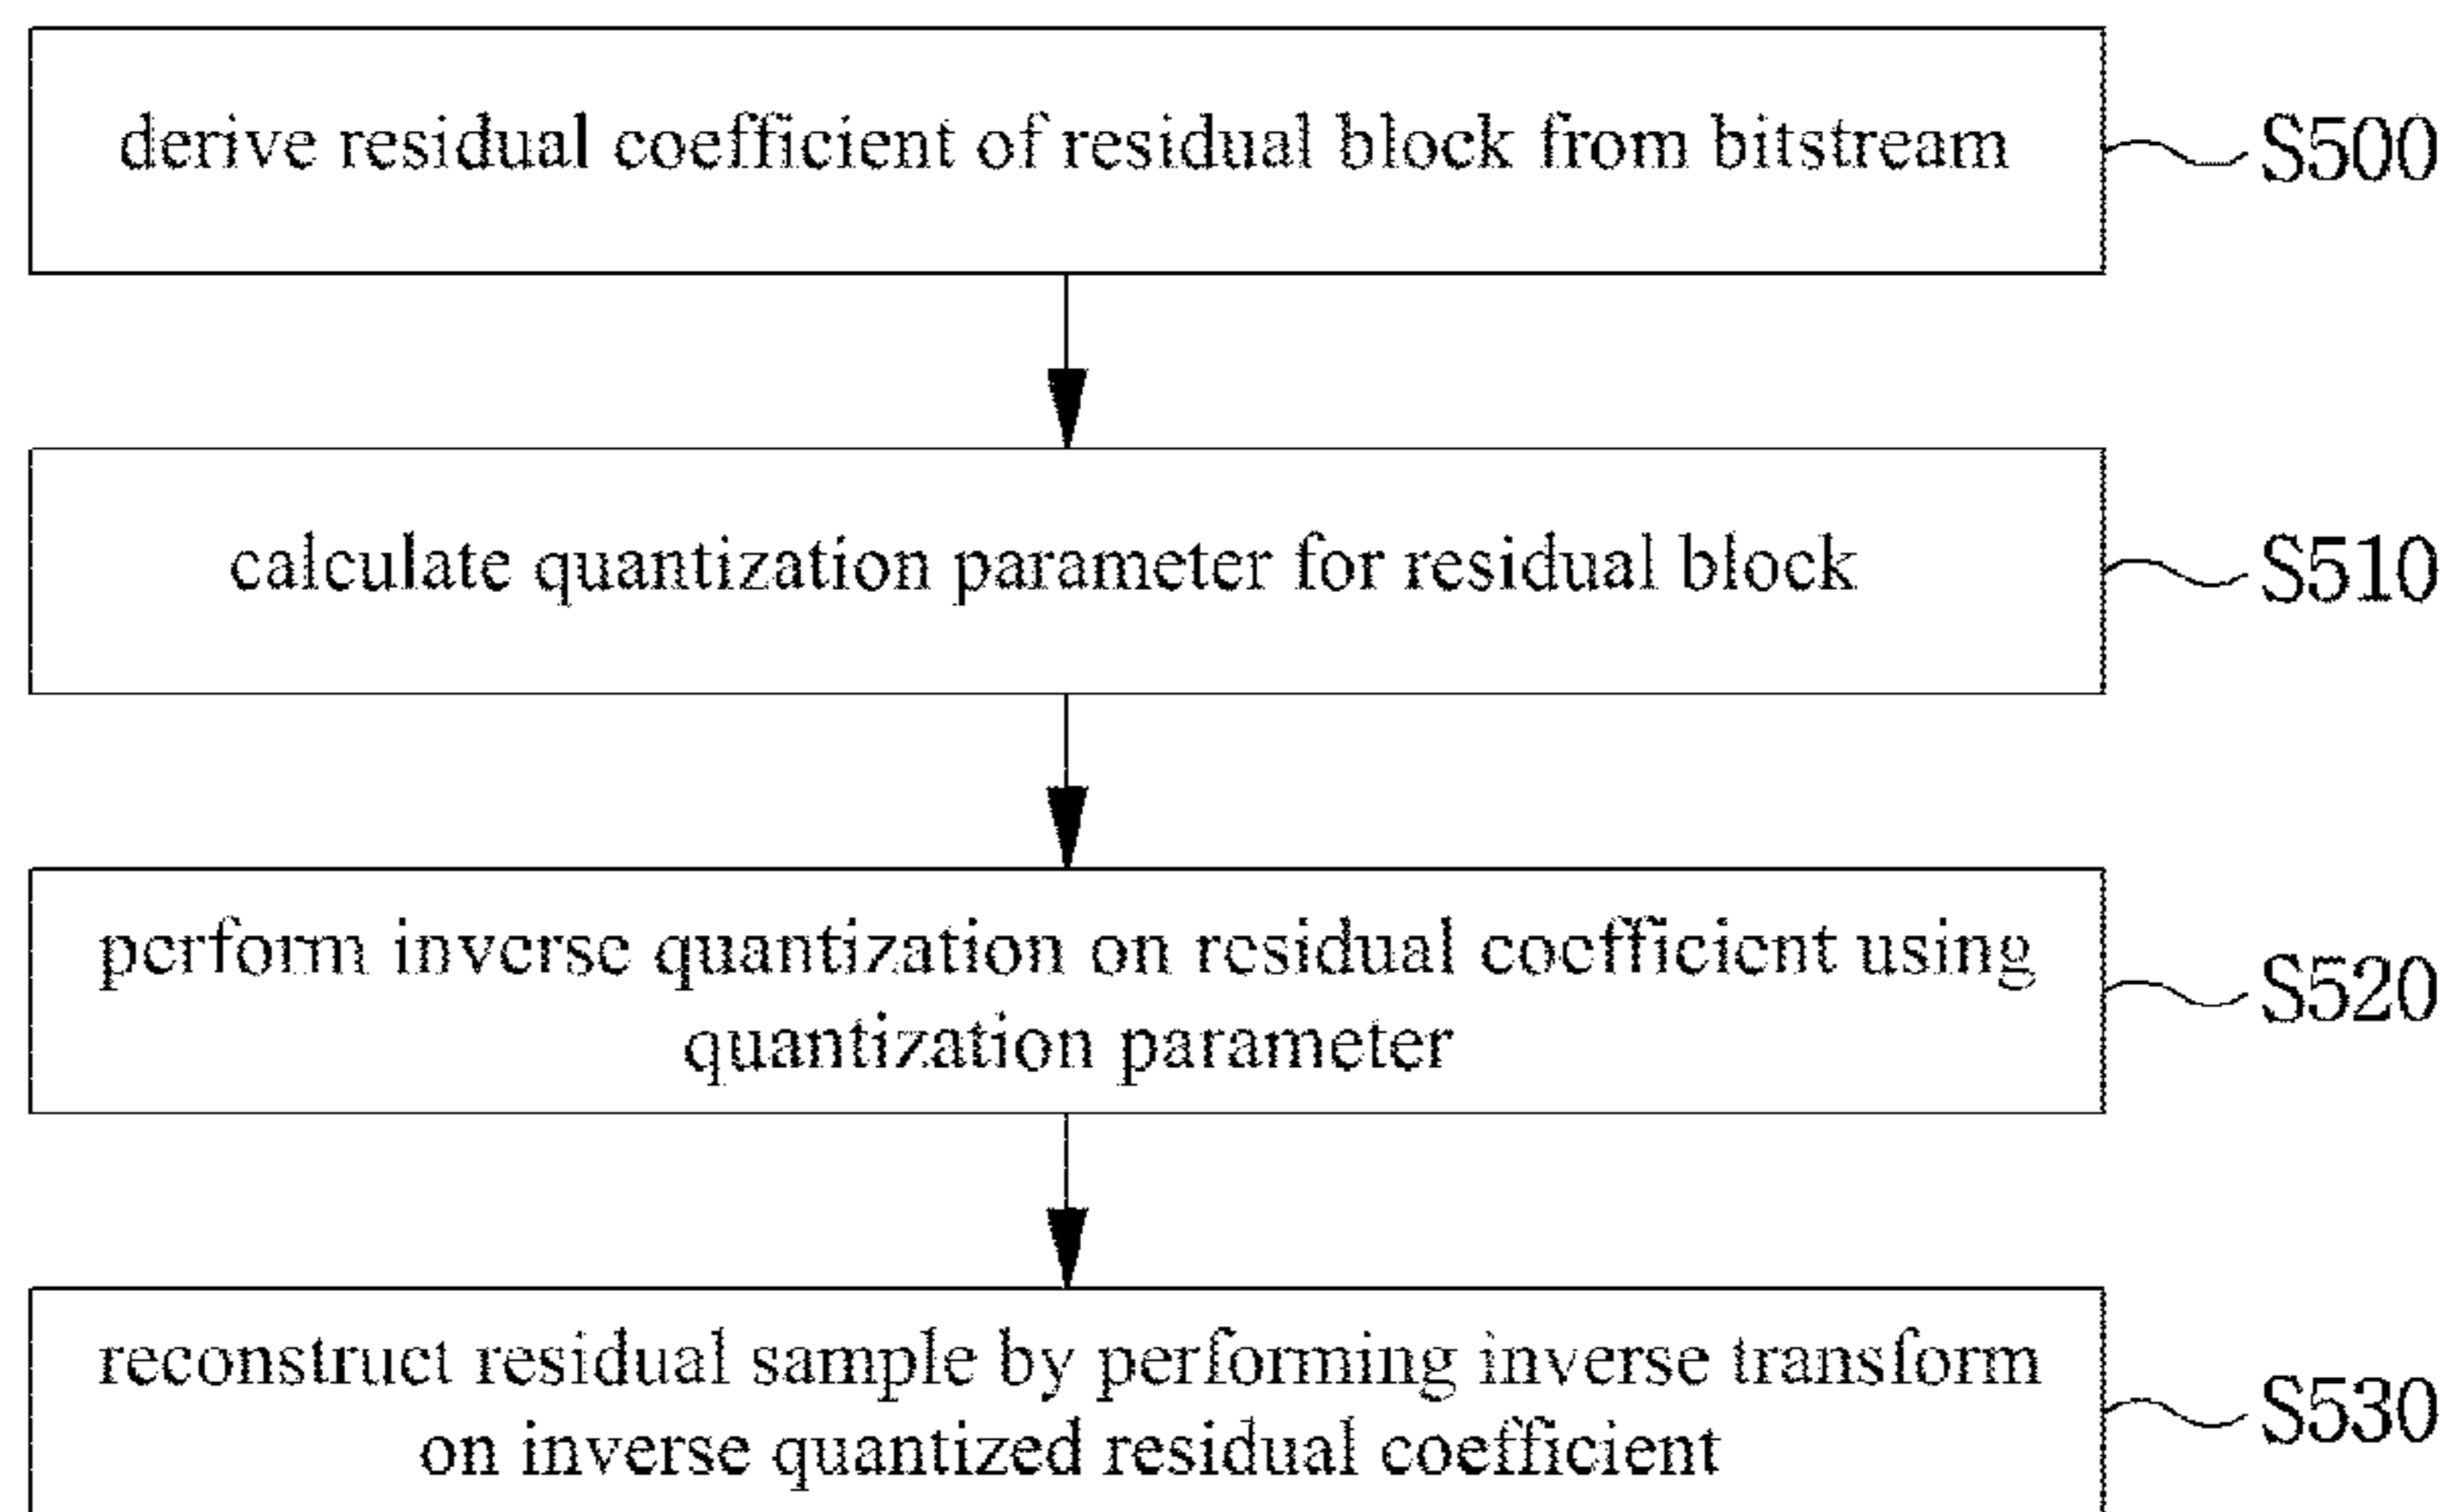 derive residual coefficient of residual block from bitstream
S500
calculate quantization parameter for residual block
S510
perform inverse quantization on residual coefficient using
quantization parameter
S520
reconstruct residual sample by performing inverse transform
on inverse quantized residual coefficient
S530